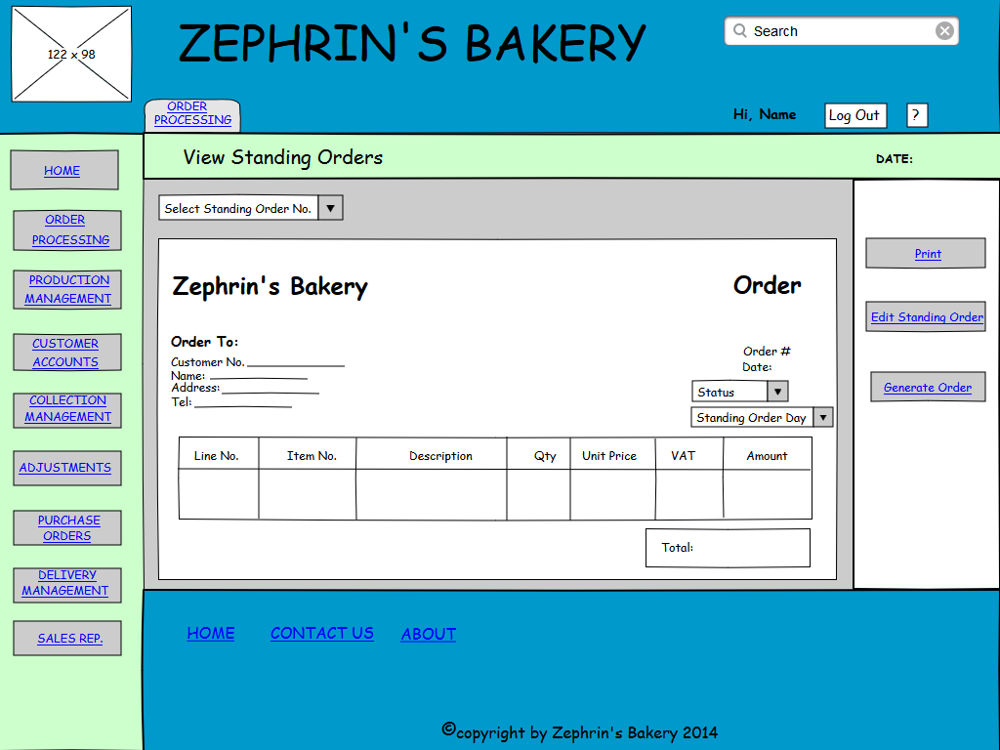 122 x 98
ZEPHRIN'S BAKERY
Search
ORDER
PROCESSING
Hi, Name
Log Out
?
View Standing Orders
DATE:
HOME
ORDER
PROCESSING
PRODUCTION
MANAGEMENT
CUSTOMER
ACCOUNTS
COLLECTION
MANAGEMENT
ADJUSTMENTS
PURCHASE
ORDERS
DELIVERY
MANAGEMENT
SALES REP.
Select Standing Order No.
Zephrin's Bakery
Order
Order To:
Customer No.
Name:
Address:
Tel:
Order #
Date:
Status
Standing Order Day
Line No. Item No. Description Qty Unit Price VAT Amount
Total:
Print
Edit Standing Order
Generate Order
HOME CONTACT US ABOUT
©copyright by Zephrin's Bakery 2014